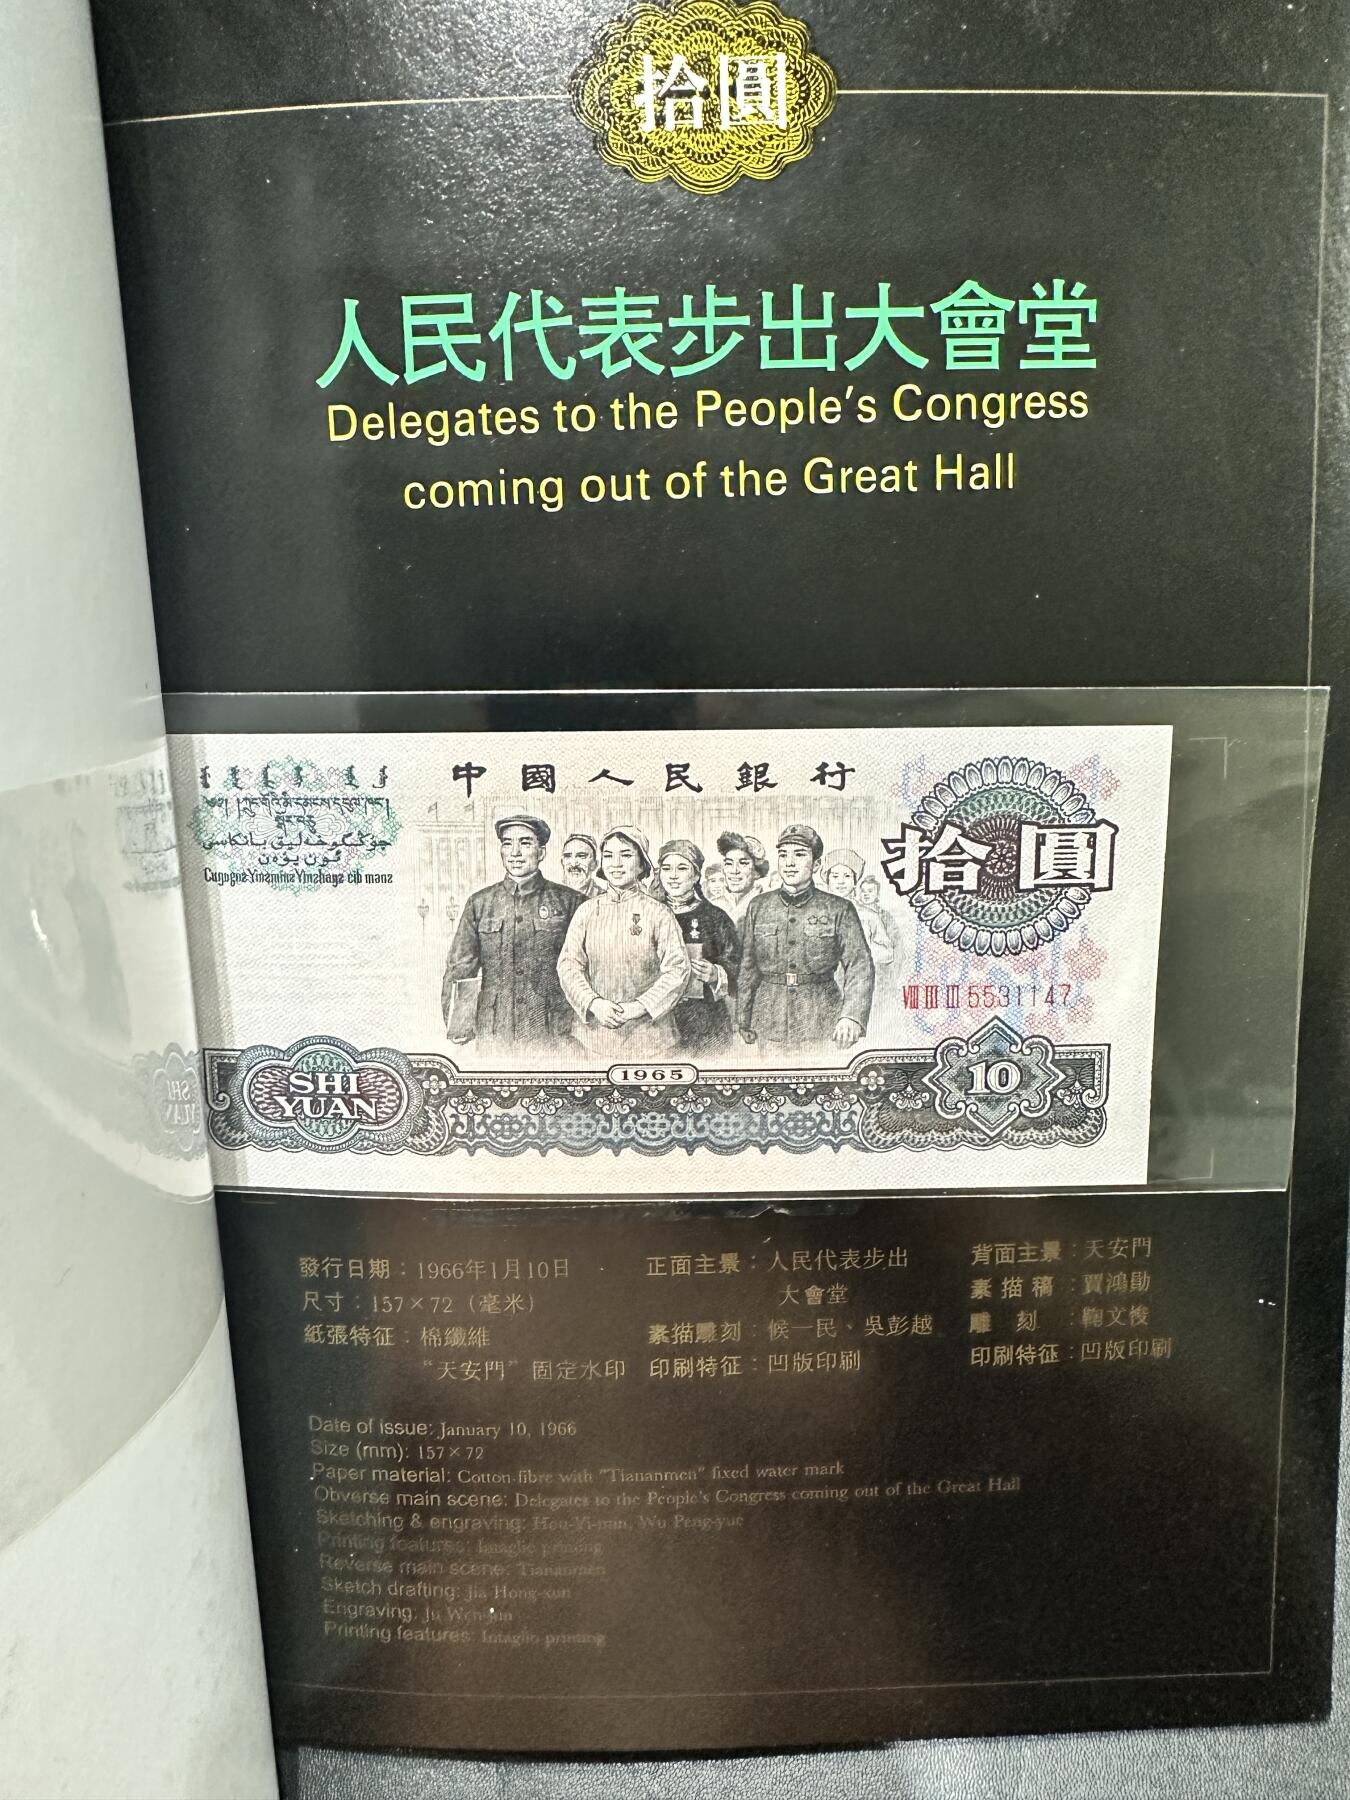 拾圓
人民代表步出大會堂
Delegates to the People's Congress
coming out of the Great Hall
中國人民銀行
拾圓
Cungguek Yinzminz Yinzhangz cib manz
ⅧⅢⅢ5531147
1965
SHI
YUAN
10
發行日期：1966年1月10日
尺寸：157×72（毫米）
紙張特征：棉纖維
"天安門"固定水印
正面主景：人民代表步出
大會堂
素描雕刻：候一民、吳彭越
印刷特征：凹版印刷
背面主景：天安門
素描稿：賈鴻勛
雕刻：鞠文俊
印刷特征：凹版印刷
Date of issue: January 10, 1966
Size (mm): 157×72
Paper material: Cotton-fibre with "Tiananmen" fixed water mark
Obverse main scene: Delegates to the People's Congress coming out of the Great Hall
Sketching & engraving: Hou-Yi-min, Wu Peng-yue
Printing features: Intaglio printing
Reverse main scene: Tiananmen
Sketch drafting: Jia Hong-xun
Engraving: Ju Wen-jun
Printing features: Intaglio printing